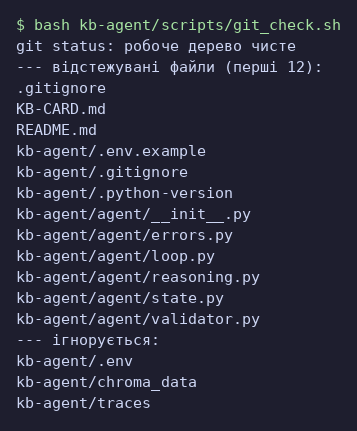 $ bash kb-agent/scripts/git_check.sh
git status: робоче дерево чисте
--- відстежувані файли (перші 12):
.gitignore
KB-CARD.md
README.md
kb-agent/.env.example
kb-agent/.gitignore
kb-agent/.python-version
kb-agent/agent/__init__.py
kb-agent/agent/errors.py
kb-agent/agent/loop.py
kb-agent/agent/reasoning.py
kb-agent/agent/state.py
kb-agent/agent/validator.py
--- ігнорується:
kb-agent/.env
kb-agent/chroma_data
kb-agent/traces